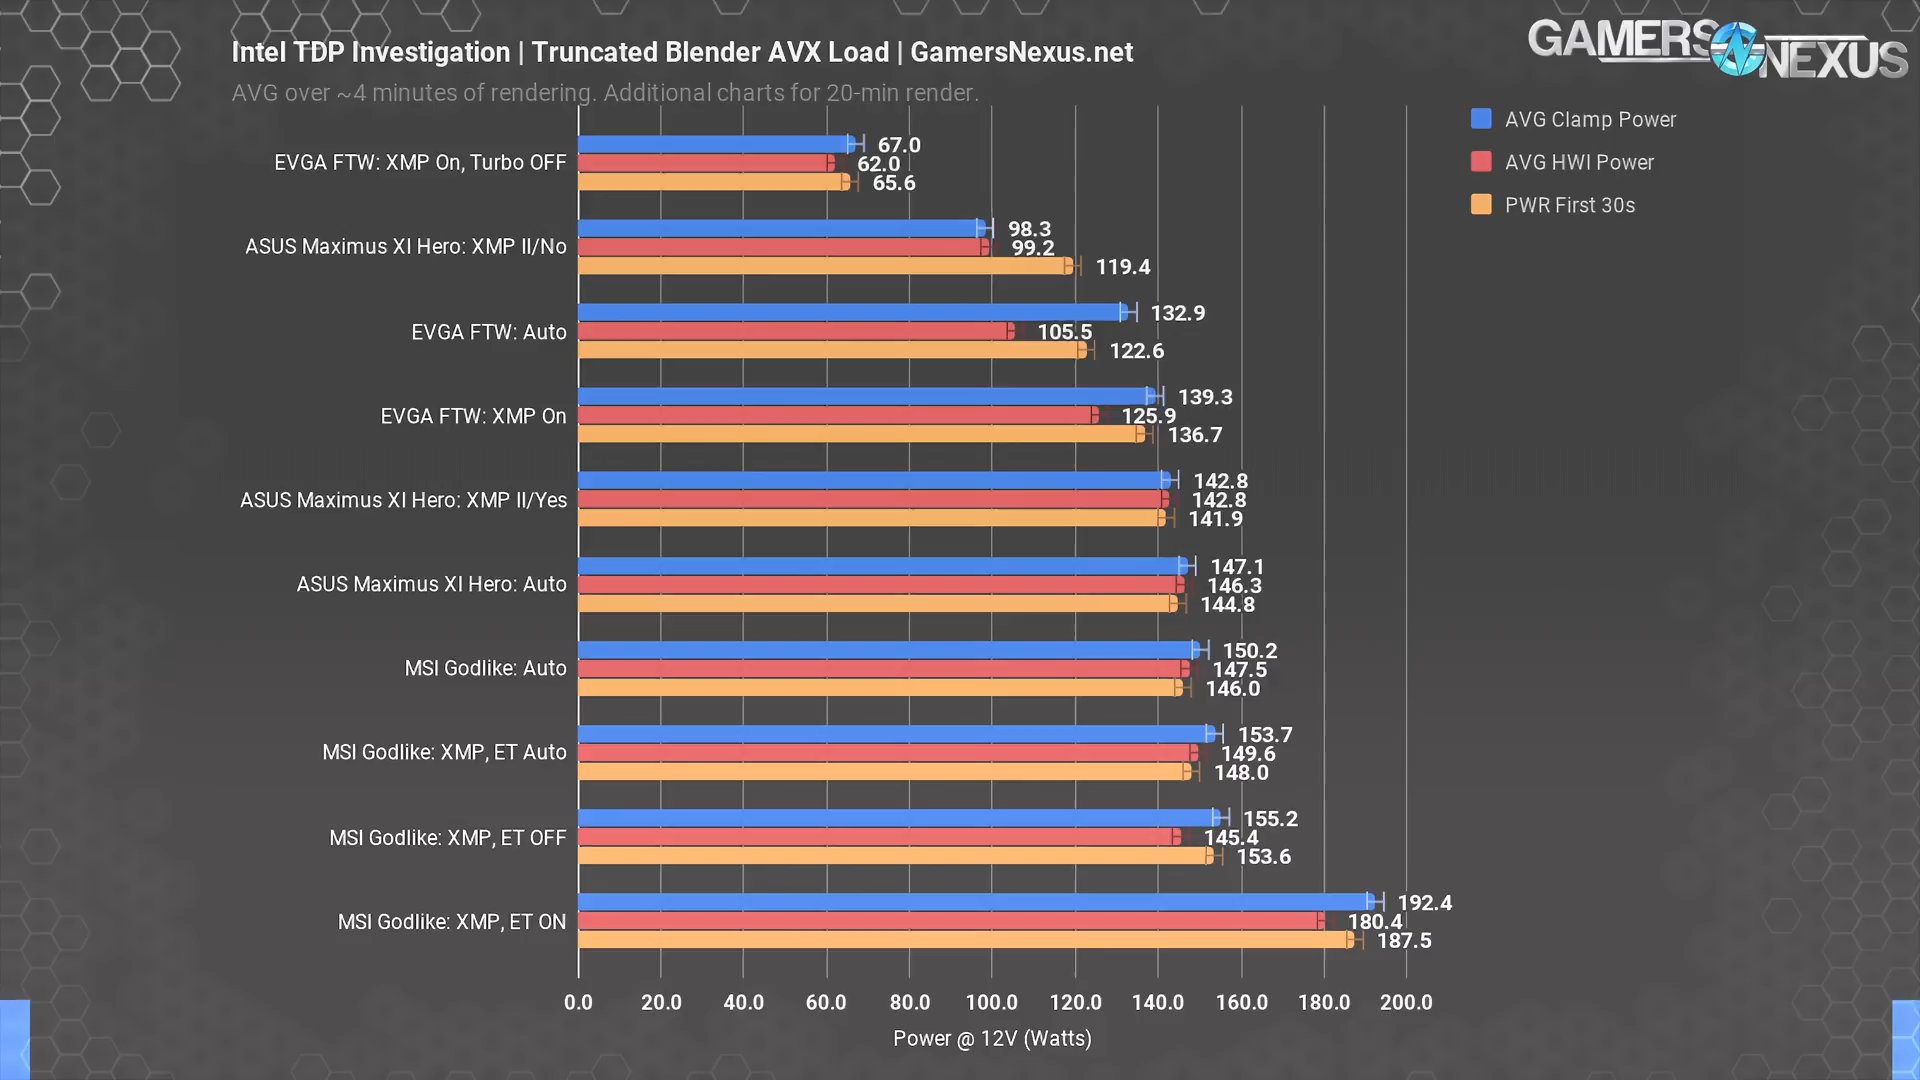 GAMERS NEXUS
Intel TDP Investigation | Truncated Blender AVX Load | GamersNexus.net
AVG over ~4 minutes of rendering. Additional charts for 20-min render.
AVG Clamp Power
AVG HWI Power
PWR First 30s
EVGA FTW: XMP On, Turbo OFF
67.0
62.0
65.6
ASUS Maximus XI Hero: XMP II/No
98.3
99.2
119.4
EVGA FTW: Auto
132.9
105.5
122.6
EVGA FTW: XMP On
139.3
125.9
136.7
ASUS Maximus XI Hero: XMP II/Yes
142.8
142.8
141.9
ASUS Maximus XI Hero: Auto
147.1
146.3
144.8
MSI Godlike: Auto
150.2
147.5
146.0
MSI Godlike: XMP, ET Auto
153.7
149.6
148.0
MSI Godlike: XMP, ET OFF
155.2
145.4
153.6
MSI Godlike: XMP, ET ON
192.4
180.4
187.5
0.0 20.0 40.0 60.0 80.0 100.0 120.0 140.0 160.0 180.0 200.0
Power @ 12V (Watts)